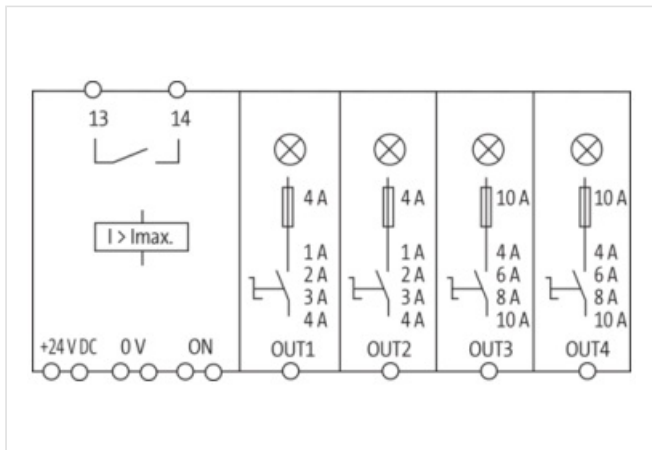 13 14
I > Imax.
+24 V DC 0 V ON
4 A
1 A
2 A
3 A
4 A
OUT1
4 A
1 A
2 A
3 A
4 A
OUT2
10 A
4 A
6 A
8 A
10 A
OUT3
10 A
4 A
6 A
8 A
10 A
OUT4